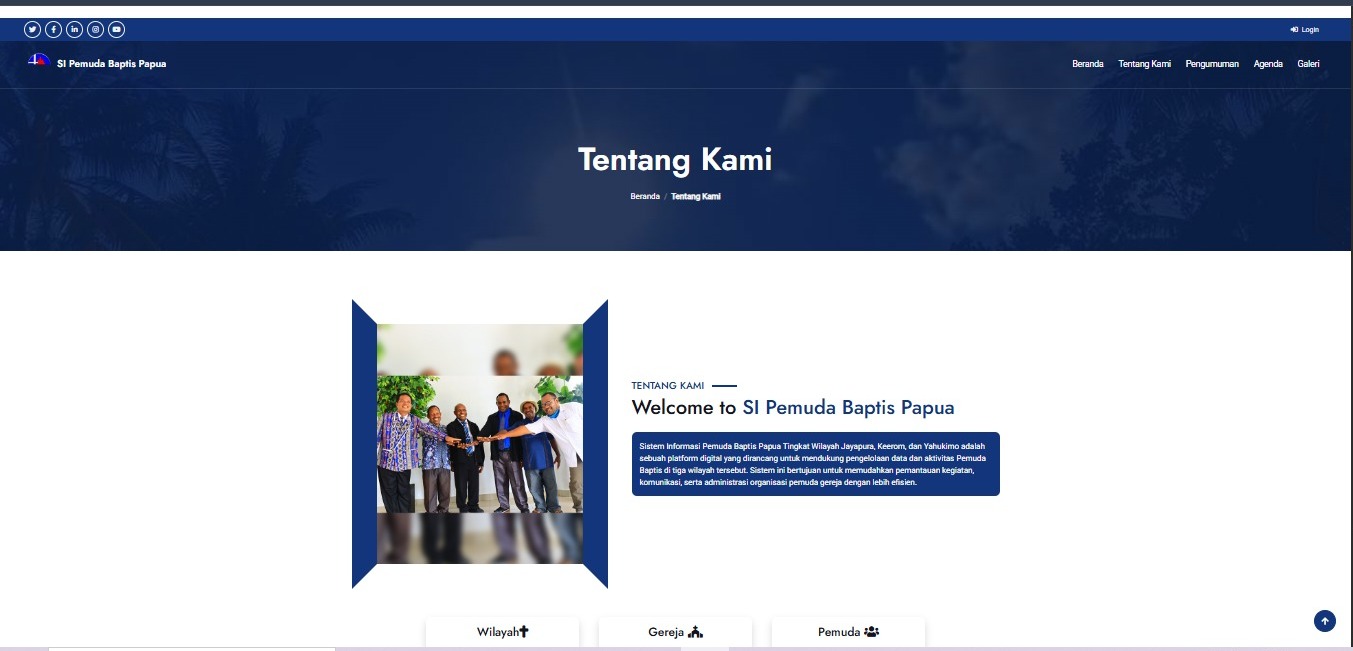 Login
SI Pemuda Baptis Papua
Beranda
Tentang Kami
Pengumuman
Agenda
Galeri
Tentang Kami
Beranda / Tentang Kami
TENTANG KAMI
Welcome to SI Pemuda Baptis Papua
Sistem Informasi Pemuda Baptis Papua Tingkat Wilayah Jayapura, Keerom, dan Yahukimo adalah
sebuah platform digital yang dirancang untuk mendukung pengelolaan data dan aktivitas Pemuda
Baptis di tiga wilayah tersebut. Sistem ini bertujuan untuk memudahkan pemantauan kegiatan,
komunikasi, serta administrasi organisasi pemuda gereja dengan lebih efisien.
Wilayah
Gereja
Pemuda